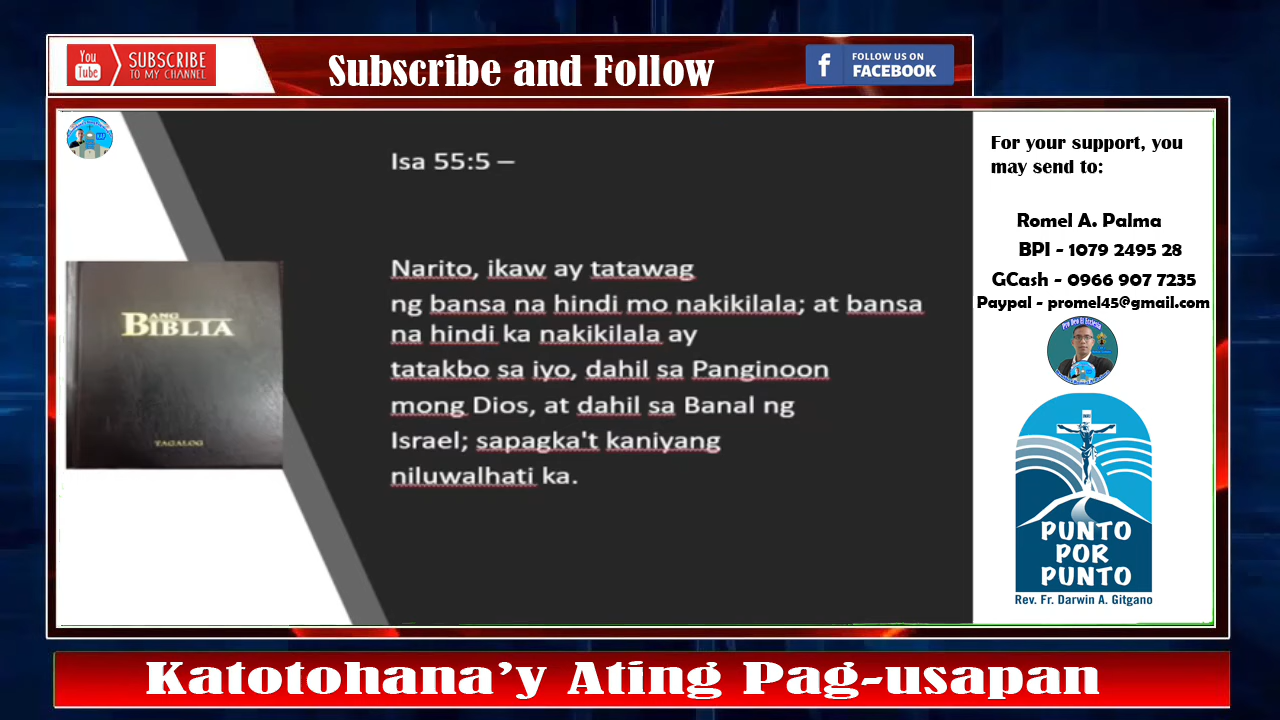 You
Tube
SUBSCRIBE
TO MY CHANNEL
Subscribe and Follow
f
FOLLOW US ON
FACEBOOK
Isa 55:5 –
Narito, ikaw ay tatawag
ng bansa na hindi mo nakikilala; at bansa
na hindi ka nakikilala ay
tatakbo sa iyo, dahil sa Panginoon
mong Dios, at dahil sa Banal ng
Israel; sapagka't kaniyang
niluwalhati ka.
ANG
BIBLIA
TAGALOG
For your support, you
may send to:
Romel A. Palma
BPI - 1079 2495 28
GCash - 0966 907 7235
Paypal - promel45@gmail.com
Pro Deo Et Ecclesia
PUNTO
POR
PUNTO
Rev. Fr. Darwin A. Gitgano
Katotohana'y Ating Pag-usapan